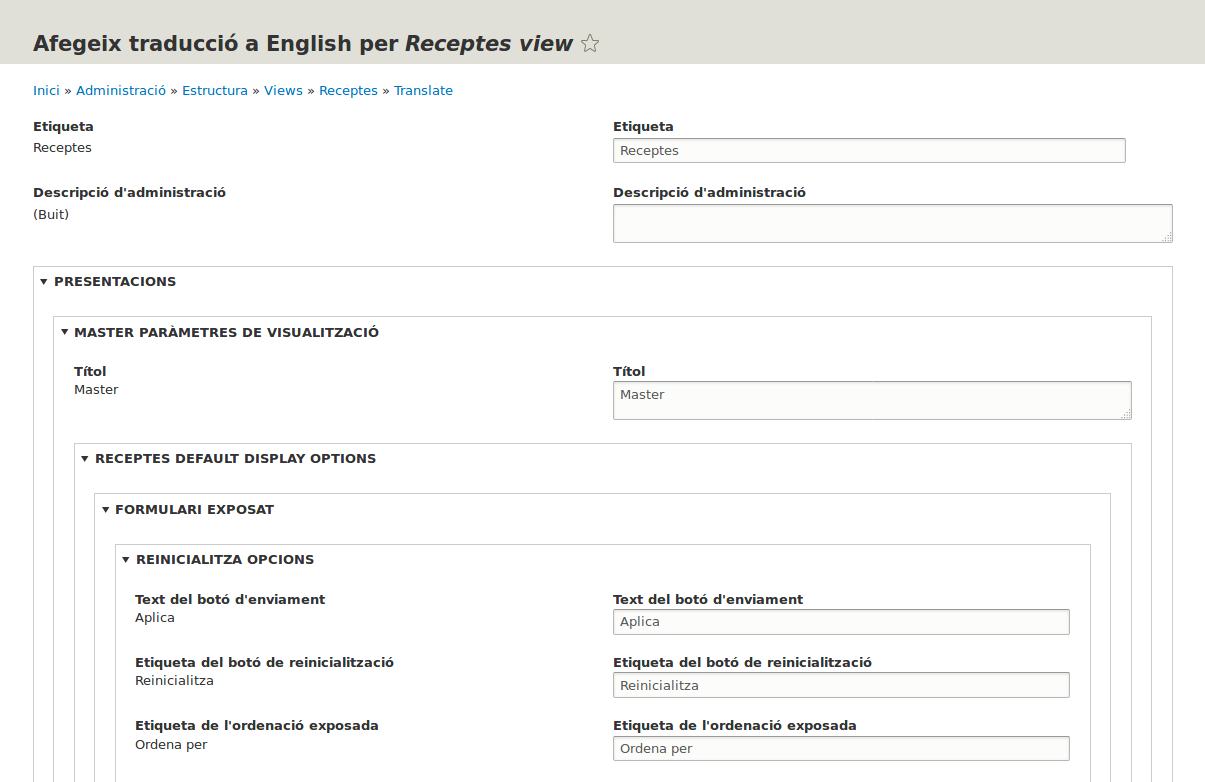 Afegeix traducció a English per Receptes view
Inici » Administració » Estructura » Views » Receptes » Translate
Etiqueta Etiqueta
Receptes Receptes
Descripció d'administració Descripció d'administració
(Buit)
PRESENTACIONS
MASTER PARÀMETRES DE VISUALITZACIÓ
Títol Títol
Master Master
RECEPTES DEFAULT DISPLAY OPTIONS
FORMULARI EXPOSAT
REINICIALITZA OPCIONS
Text del botó d'enviament Text del botó d'enviament
Aplica Aplica
Etiqueta del botó de reinicialització Etiqueta del botó de reinicialització
Reinicialitza Reinicialitza
Etiqueta de l'ordenació exposada Etiqueta de l'ordenació exposada
Ordena per Ordena per